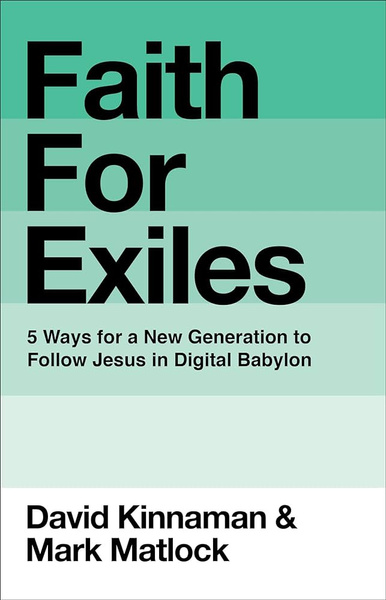 Faith
For
Exiles
5 Ways for a New Generation to
Follow Jesus in Digital Babylon
David Kinnaman &
Mark Matlock